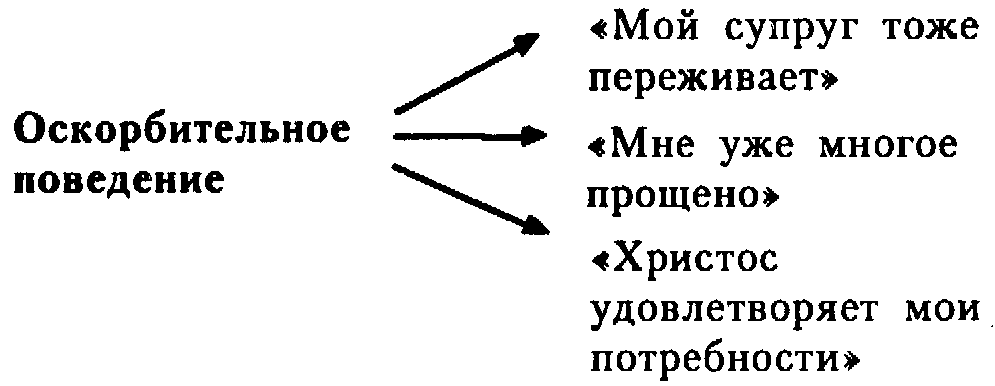 Оскорбительное
поведение
«Мой супруг тоже
переживает»
«Мне уже многое
прощено»
«Христос
удовлетворяет мои
потребности»